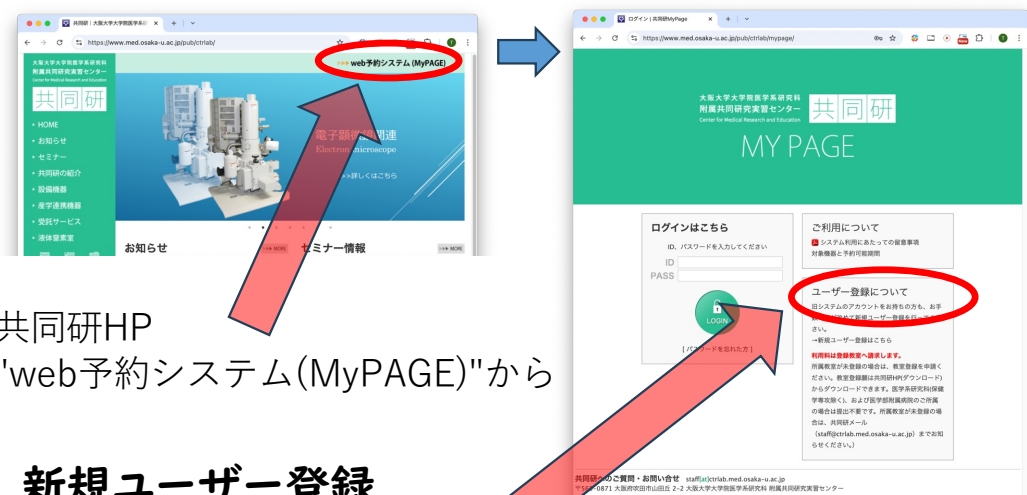 共同研 | 大阪大学大学院医学系研
https://www.med.osaka-u.ac.jp/pub/ctrlab/
大阪大学大学院医学系研究科
附属共同研究実習センター
Center for Medical Research and Education
共同研
HOME
お知らせ
セミナー
共同研の紹介
設備機器
産学連携機器
受託サービス
液体窒素室
>>> web予約システム (MyPAGE)
電子顕微鏡関連
Electron microscope
>>詳しくはこちら
お知らせ
>>> MORE
セミナー情報
>>> MORE
共同研HP
"web予約システム(MyPAGE)"から
新規ユーザー登録
ログイン | 共同研MyPage
https://www.med.osaka-u.ac.jp/pub/ctrlab/mypage/
大阪大学大学院医学系研究科
附属共同研究実習センター
Center for Medical Research and Education
共同研
MY PAGE
ログインはこちら
ID、パスワードを入力してください
ID
PASS
LOGIN
[パスワードを忘れた方]
ご利用について
システム利用にあたっての留意事項
対象機器と予約可能期間
ユーザー登録について
旧システムのアカウントをお持ちの方も、お手
さい。
→新規ユーザー登録はこちら
利用料は登録教室へ請求します。
所属教室が未登録の場合は、教室登録を申請く
ださい。教室登録願は共同研HP(ダウンロード)
からダウンロードできます。医学系研究科(保健
学専攻除く)、および医学部附属病院のご所属
の場合は提出不要です。所属教室が未登録の場
合は、共同研メール
(staff@ctrlab.med.osaka-u.ac.jp) までお知
らせください。)
共同研へのご質問・お問い合せ staff[at]ctrlab.med.osaka-u.ac.jp
〒565-0871 大阪府吹田市山田丘 2-2 大阪大学大学院医学系研究科 附属共同研究実習センター